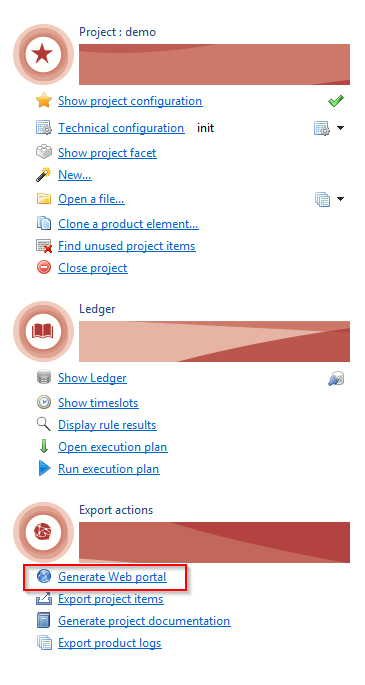 Project : demo
Show project configuration
Technical configuration init
Show project facet
New...
Open a file...
Clone a product element...
Find unused project items
Close project
Ledger
Show Ledger
Show timeslots
Display rule results
Open execution plan
Run execution plan
Export actions
Generate Web portal
Export project items
Generate project documentation
Export product logs